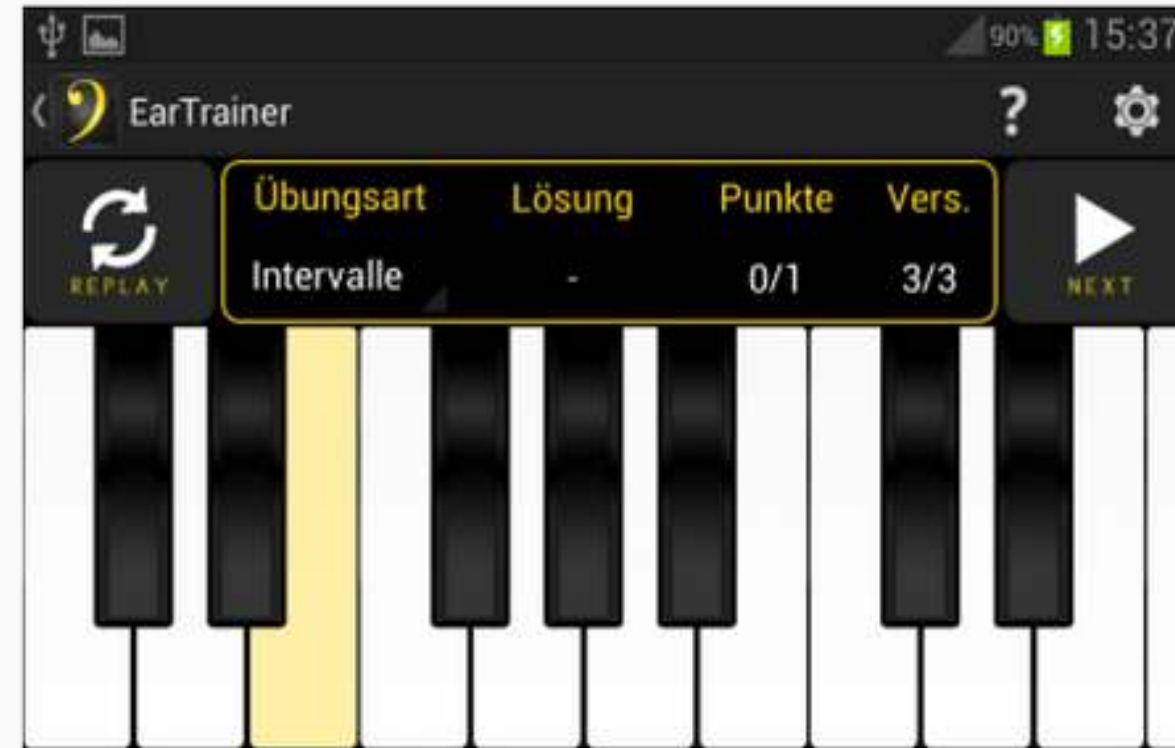 90% 15:37
EarTrainer ?
Übungsart Lösung Punkte Vers.
Intervalle - 0/1 3/3
REPLAY NEXT